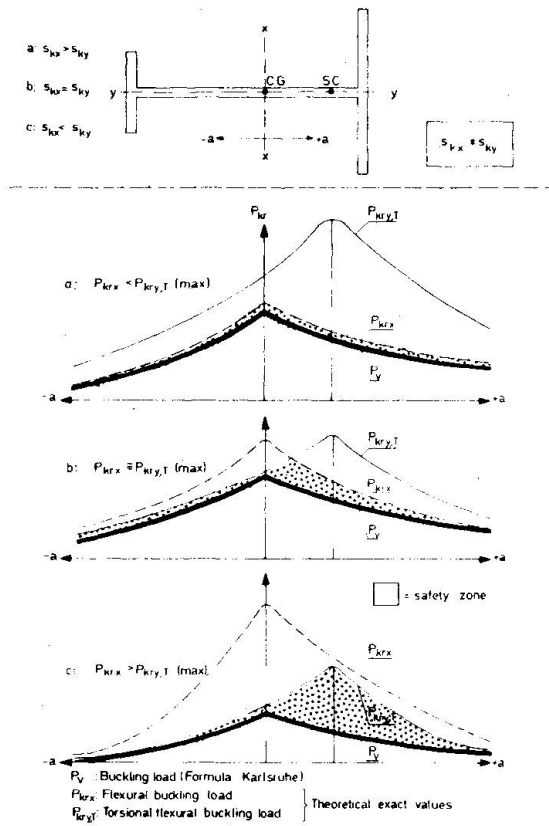 x
a: s_kx > s_ky
CG SC
b: s_kx = s_ky y y
c: s_kx < s_ky -a +a
x
s_kx ≠ s_ky
P_kr P_kry,T
a: P_krx < P_kry,T (max)
P_krx
P_v
-a +a
P_kry,T
b: P_krx ≅ P_kry,T (max)
P_krx
P_v
-a +a
= safety zone
P_krx
c: P_krx > P_kry,T (max)
P_kry,T
P_v
-a +a
P_v : Buckling load (Formula Karlsruhe)
P_krx: Flexural buckling load
P_kry,T: Torsional flexural buckling load
Theoretical exact values